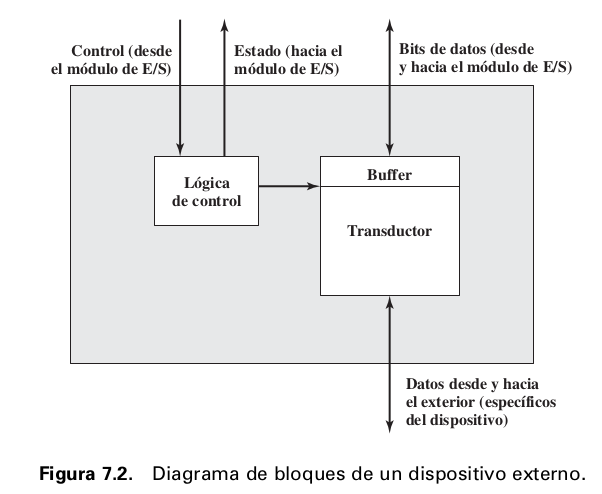 Control (desde
el módulo de E/S)
Estado (hacia el
módulo de E/S)
Bits de datos (desde
y hacia el módulo de E/S)
Lógica
de control
Buffer
Transductor
Datos desde y hacia
el exterior (específicos
del dispositivo)
Figura 7.2. Diagrama de bloques de un dispositivo externo.